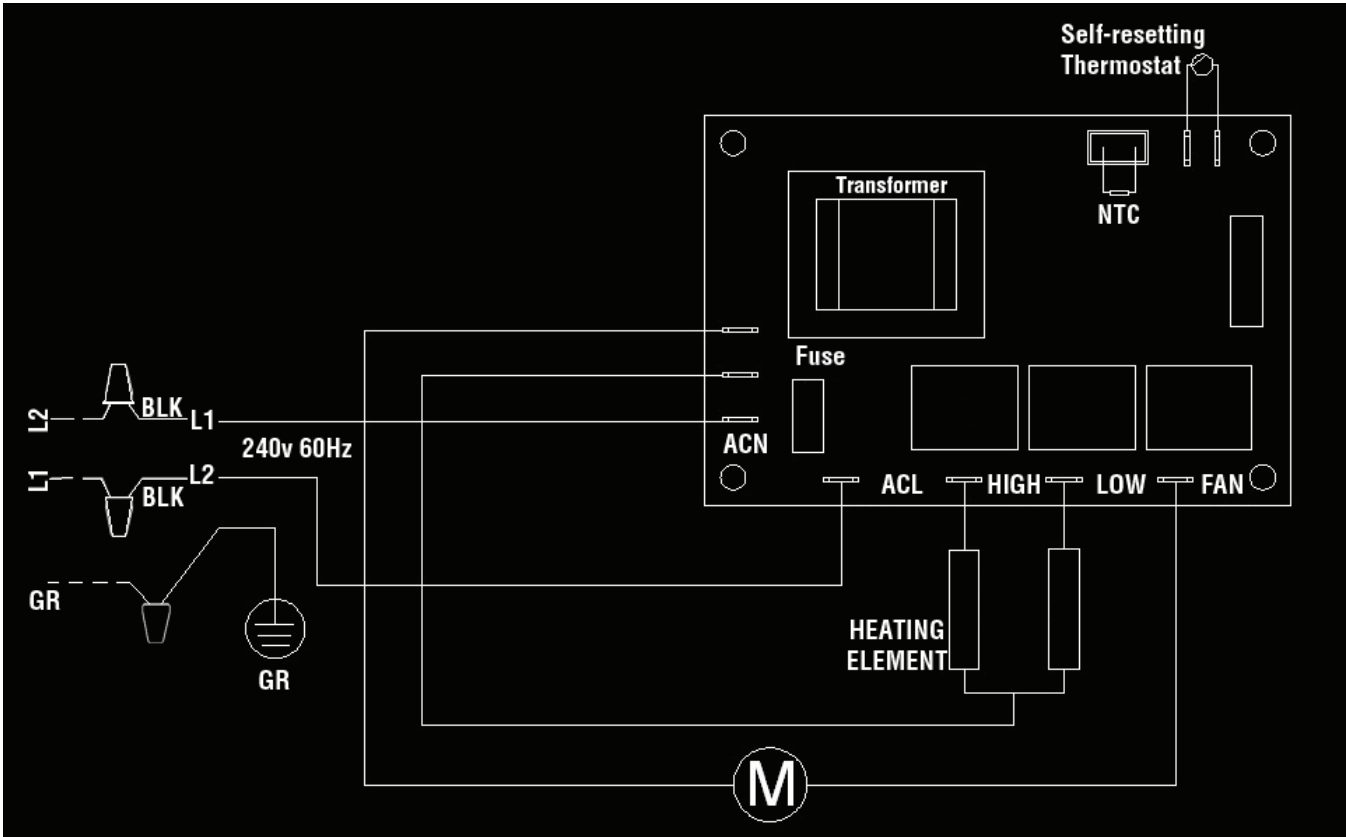 Self-resetting
Thermostat
Transformer
NTC
Fuse
L2
BLK
L1
240v 60Hz
ACN
L1
BLK
L2
ACL
HIGH
LOW
FAN
GR
GR
HEATING
ELEMENT
M